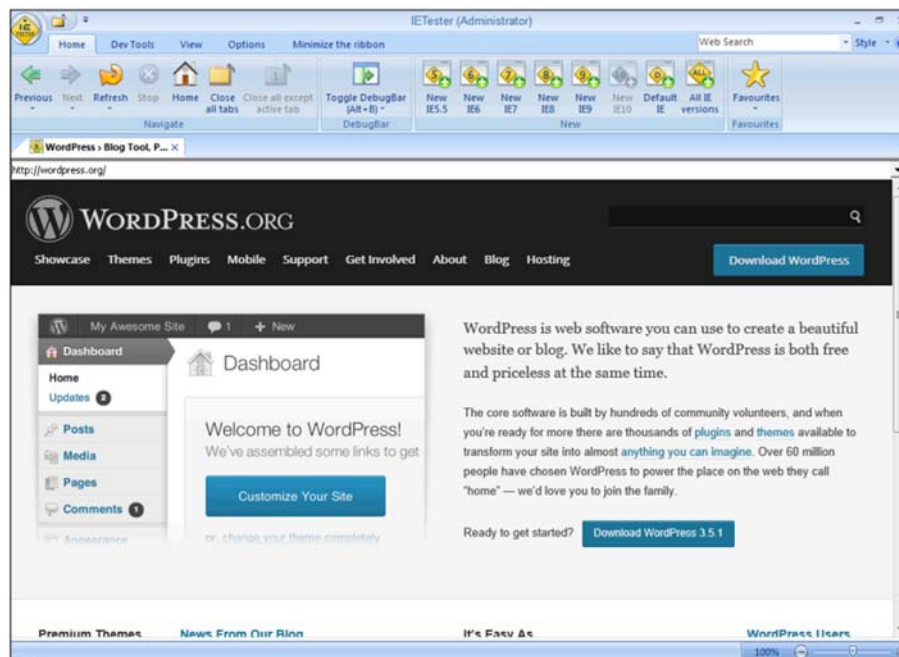 IETester (Administrator)
Home Dev Tools View Options Minimize the ribbon Web Search Style
Previous Next Refresh Stop Home Close all tabs Close all except active tab Toggle DebugBar (Alt + B) New IE5.5 New IE6 New IE7 New IE8 New IE9 New IE10 Default IE All IE versions Favourites
Navigate DebugBar New Favourites
WordPress › Blog Tool, P...
http://wordpress.org/
WORDPRESS.ORG
Showcase Themes Plugins Mobile Support Get Involved About Blog Hosting Download WordPress
My Awesome Site 1 + New
Dashboard
Home
Updates 2
Posts
Media
Pages
Comments 1
Appearance
Dashboard
Welcome to WordPress!
We've assembled some links to get
Customize Your Site
or, change your theme completely
WordPress is web software you can use to create a beautiful
website or blog. We like to say that WordPress is both free
and priceless at the same time.
The core software is built by hundreds of community volunteers, and when
you're ready for more there are thousands of plugins and themes available to
transform your site into almost anything you can imagine. Over 60 million
people have chosen WordPress to power the place on the web they call
"home" — we'd love you to join the family.
Ready to get started? Download WordPress 3.5.1
Premium Themes News From Our Blog It's Easy As WordPress Users
100%